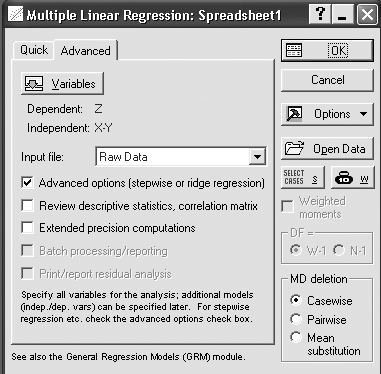 Multiple Linear Regression: Spreadsheet1
?
Quick
Advanced
Variables
Dependent: Z
Independent: X-Y
Input file: Raw Data
Advanced options (stepwise or ridge regression)
Review descriptive statistics, correlation matrix
Extended precision computations
Batch processing/reporting
Print/report residual analysis
Specify all variables for the analysis; additional models
(indep./dep. vars) can be specified later. For stepwise
regression etc. check the advanced options check box.
See also the General Regression Models (GRM) module.
OK
Cancel
Options
Open Data
SELECT
CASES
S
W
Weighted
moments
DF =
W-1
N-1
MD deletion
Casewise
Pairwise
Mean
substitution